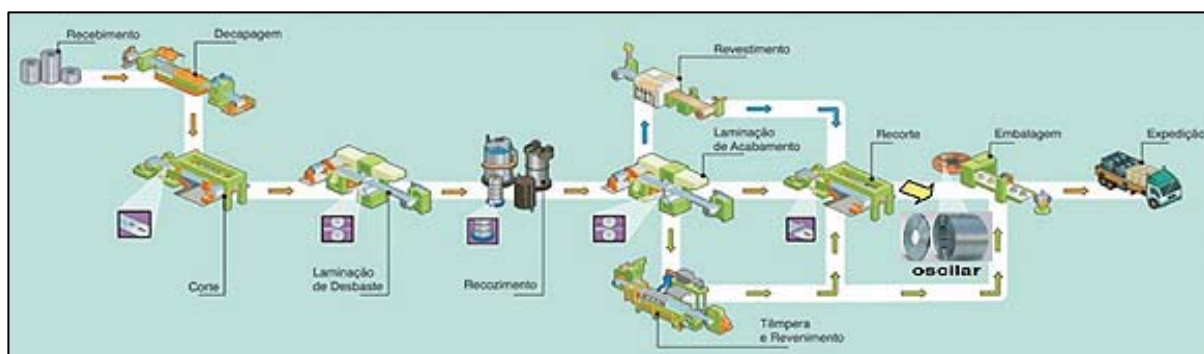 Recebimento
Decapagem
Revestimento
Laminação
de Acabamento
Recorte
Embalagem
Expedição
oscilar
Corte
Laminação
de Desbaste
Recozimento
Têmpera
e Revenimento